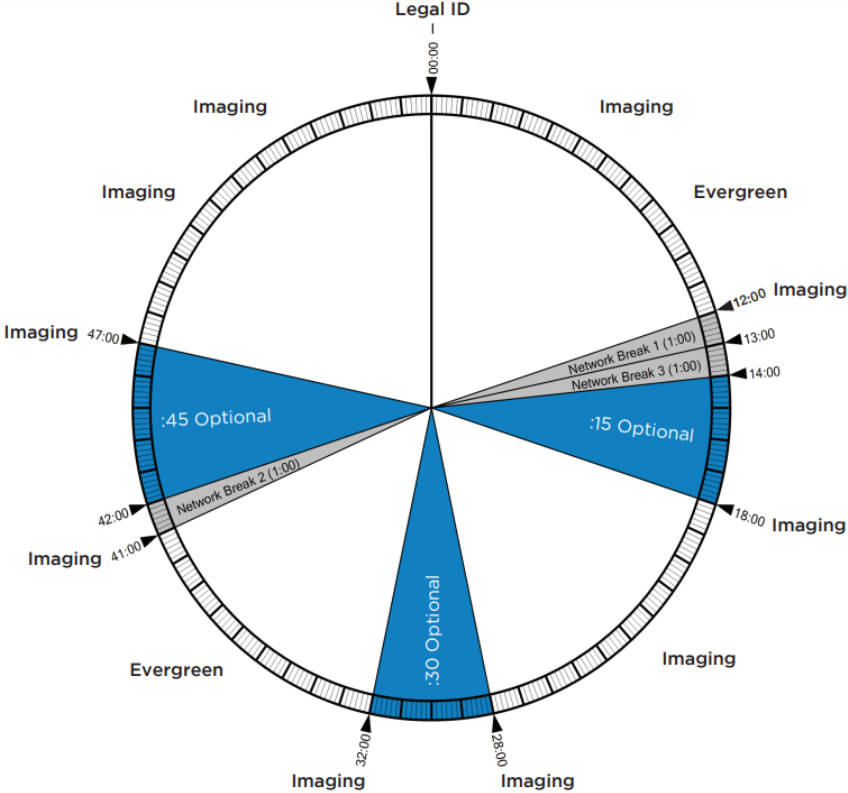 Legal ID
00:00
Imaging
Imaging
Imaging
Evergreen
12:00 Imaging
Network Break 1 (1:00)
13:00
Network Break 3 (1:00)
14:00
Imaging 47:00
:45 Optional
:15 Optional
Network Break 2 (1:00)
42:00
18:00 Imaging
Imaging 41:00
:30 Optional
Imaging
Evergreen
32:00
28:00
Imaging
Imaging